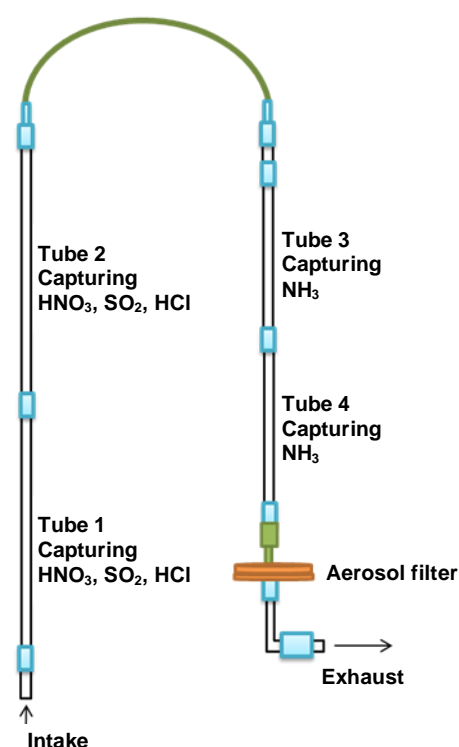 Tube 2
Capturing
HNO₃, SO₂, HCl
Tube 3
Capturing
NH₃
Tube 4
Capturing
NH₃
Tube 1
Capturing
HNO₃, SO₂, HCl
Aerosol filter
Exhaust
Intake